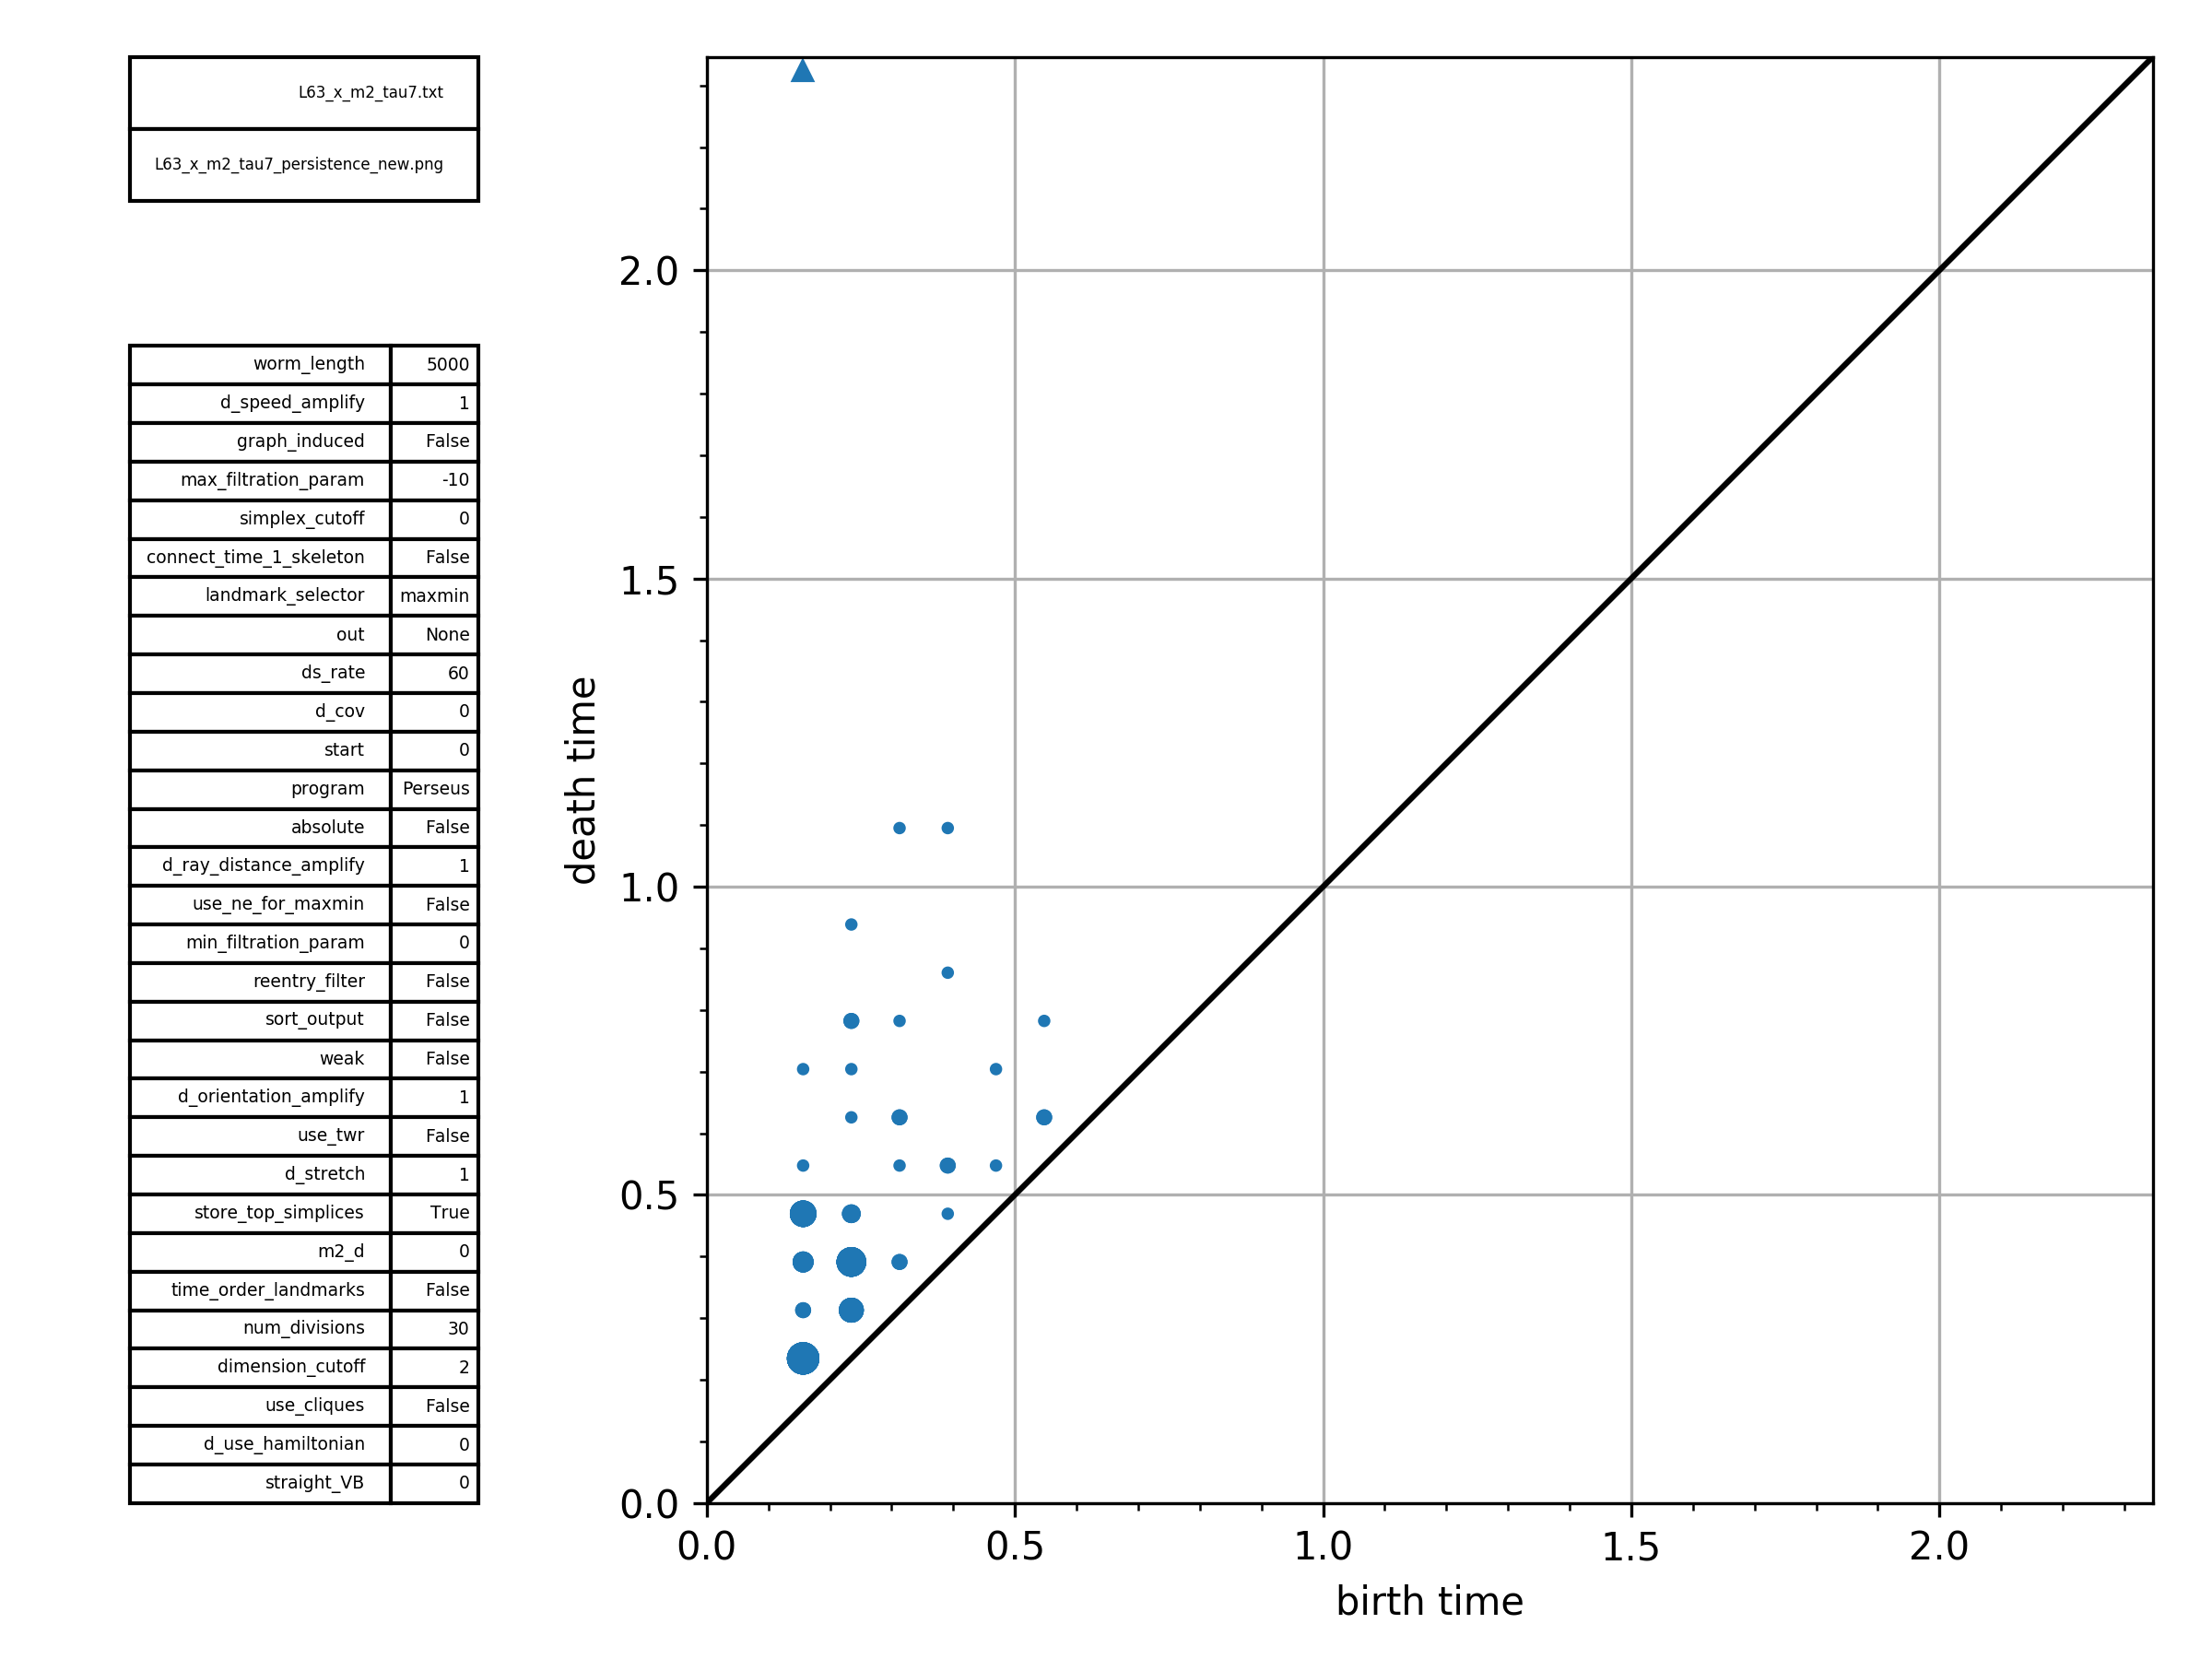 L63_x_m2_tau7.txt
L63_x_m2_tau7_persistence_new.png
worm_length 5000
d_speed_amplify 1
graph_induced False
max_filtration_param -10
simplex_cutoff 0
connect_time_1_skeleton False
landmark_selector maxmin
out None
ds_rate 60
d_cov 0
start 0
program Perseus
absolute False
d_ray_distance_amplify 1
use_ne_for_maxmin False
min_filtration_param 0
reentry_filter False
sort_output False
weak False
d_orientation_amplify 1
use_twr False
d_stretch 1
store_top_simplices True
m2_d 0
time_order_landmarks False
num_divisions 30
dimension_cutoff 2
use_cliques False
d_use_hamiltonian 0
straight_VB 0
death time
2.0
1.5
1.0
0.5
0.0
0.0 0.5 1.0 1.5 2.0
birth time